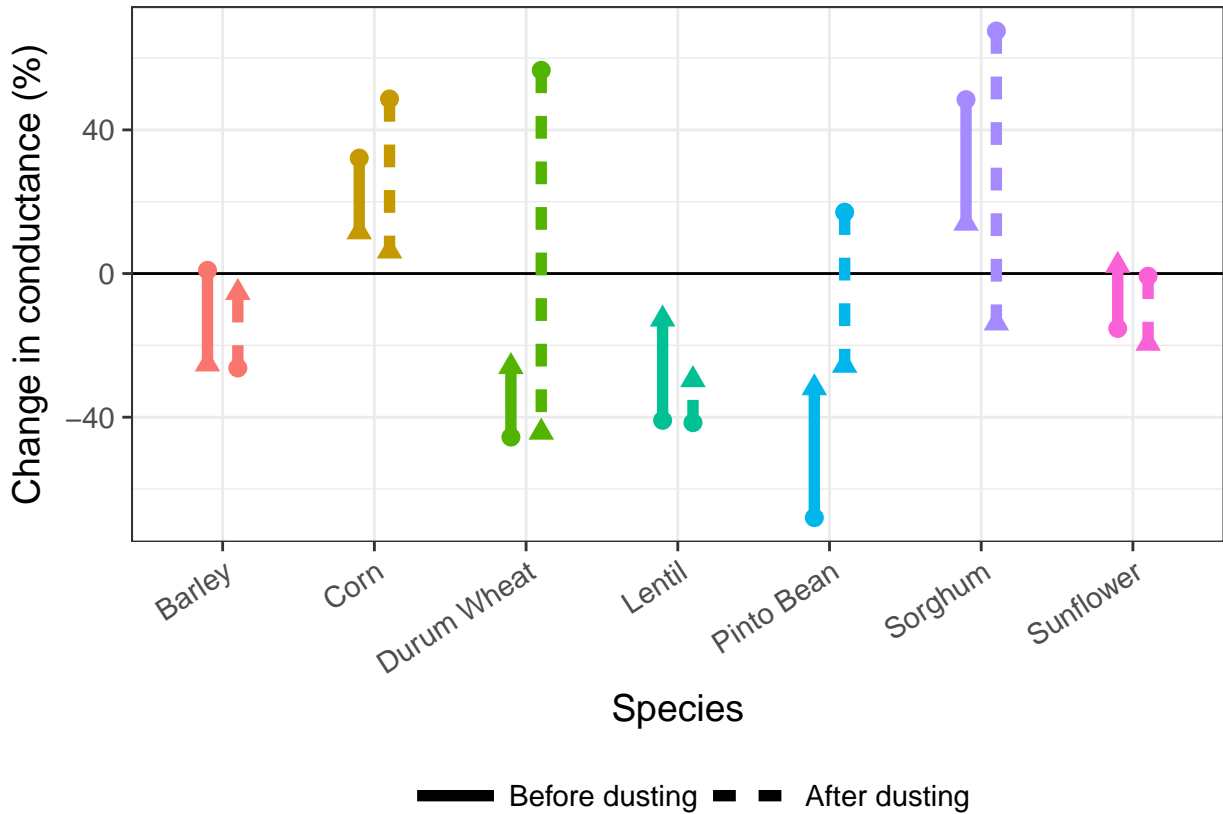 Change in conductance (%)
40
0
−40
Barley
Corn
Durum Wheat
Lentil
Pinto Bean
Sorghum
Sunflower
Species
Before dusting
After dusting